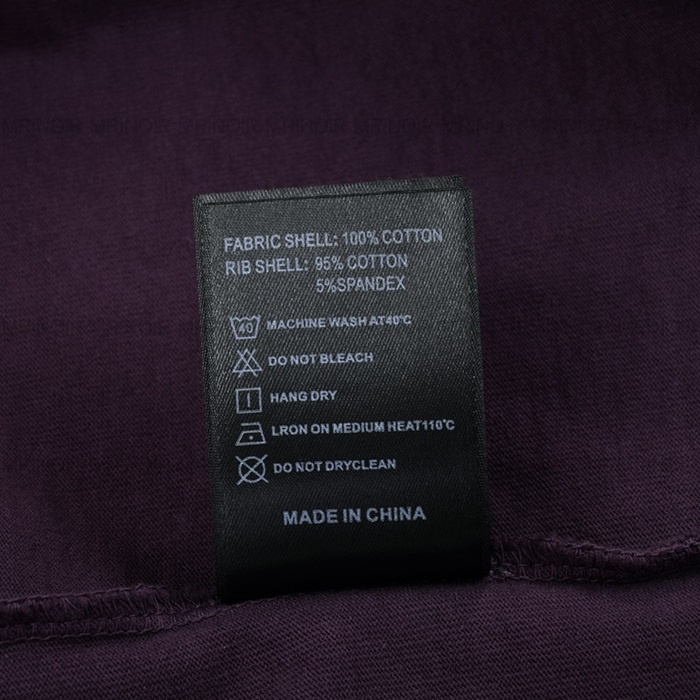 FABRIC SHELL: 100% COTTON
RIB SHELL: 95% COTTON
5%SPANDEX
40 MACHINE WASH AT40°C
DO NOT BLEACH
HANG DRY
LRON ON MEDIUM HEAT110°C
DO NOT DRYCLEAN
MADE IN CHINA